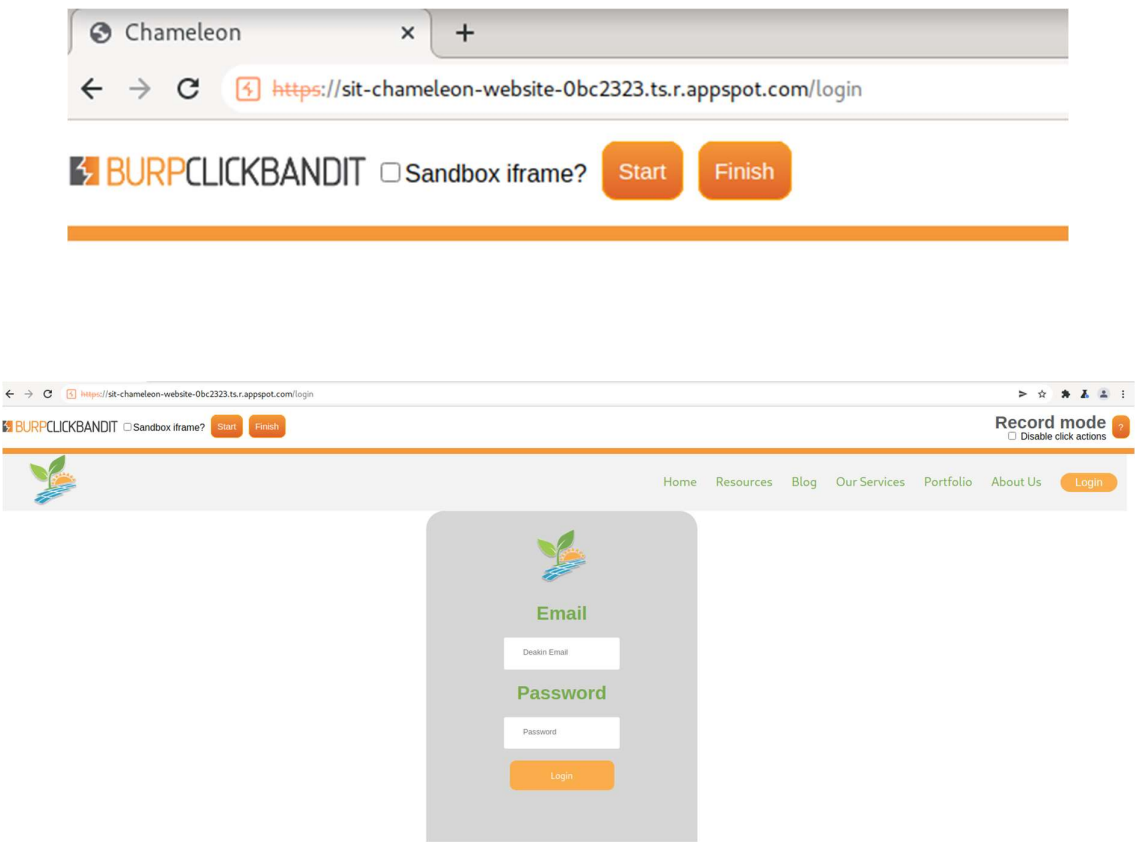 Chameleon
https://sit-chameleon-website-0bc2323.ts.r.appspot.com/login
BURPCLICKBANDIT Sandbox iframe? Start Finish
https://sit-chameleon-website-0bc2323.ts.r.appspot.com/login
BURPCLICKBANDIT Sandbox iframe? Start Finish Record mode ?
Disable click actions
Home Resources Blog Our Services Portfolio About Us Login
Email
Deakin Email
Password
Password
Login